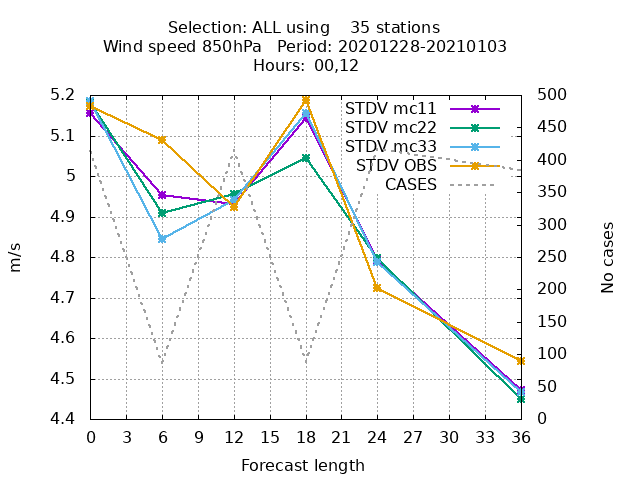 Selection: ALL using    35 stations
Wind speed 850hPa   Period: 20201228-20210103
Hours:  00,12
5.2
5.1
5
4.9
4.8
4.7
4.6
4.5
4.4
m/s
STDV mc11
STDV mc22
STDV mc33
STDV OBS
CASES
500
450
400
350
300
250
200
150
100
50
0
No cases
0 3 6 9 12 15 18 21 24 27 30 33 36
Forecast length